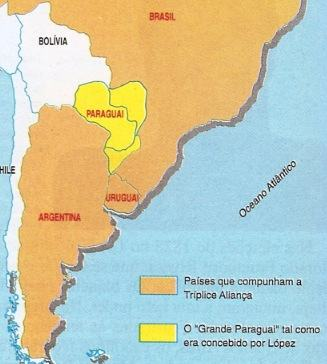 BRASIL
BOLÍVIA
PARAGUAI
HILE
URUGUAI
ARGENTINA
Oceano Atlântico
Países que compunham a
Tríplice Aliança
O "Grande Paraguai" tal como
era concebido por López